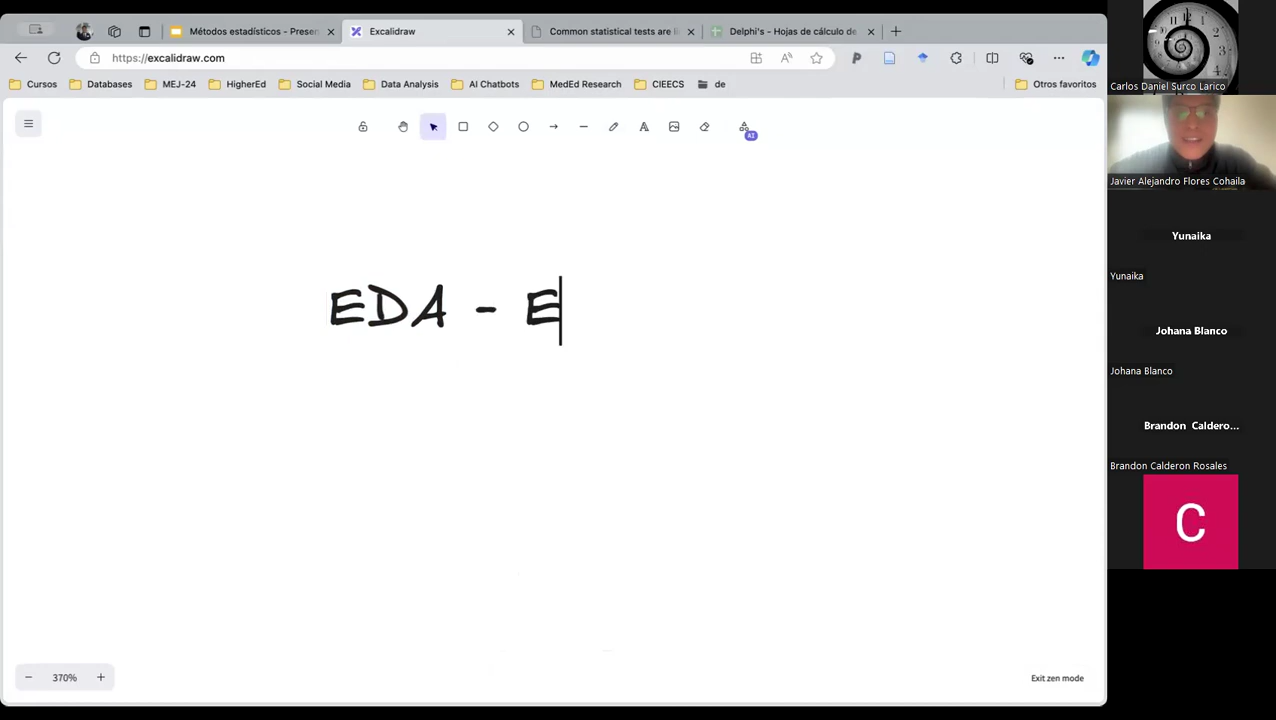 Métodos estadísticos - Presen
Excalidraw
Common statistical tests are li
Delphi's - Hojas de cálculo de
https://excalidraw.com
Cursos
Databases
MEJ-24
HigherEd
Social Media
Data Analysis
AI Chatbots
MedEd Research
CIEECS
de
Otros favoritos
A
AI
EDA - E
370%
Exit zen mode
Carlos Daniel Surco Larico
Javier Alejandro Flores Cohaila
Yunaika
Yunaika
Johana Blanco
Johana Blanco
Brandon Caldero...
Brandon Calderon Rosales
C